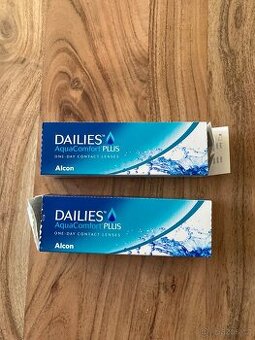 DAILIES
AquaComfort PLUS
ONE-DAY CONTACT LENSES
Alcon
DAILIES
AquaComfort PLUS
ONE-DAY CONTACT LENSES
Alcon